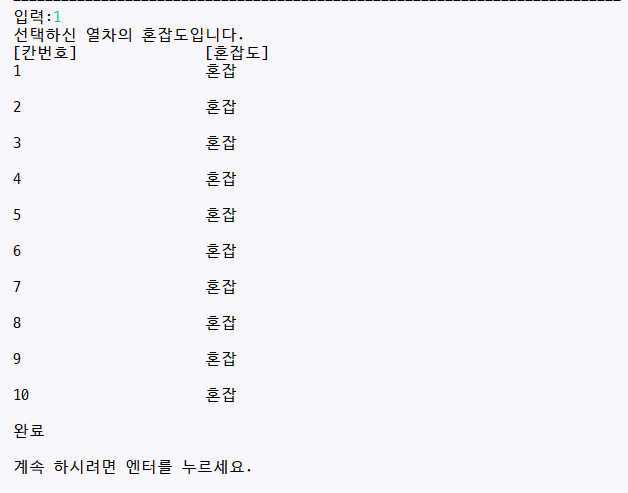 입력:1
선택하신 열차의 혼잡도입니다.
[칸번호] [혼잡도]
1 혼잡
2 혼잡
3 혼잡
4 혼잡
5 혼잡
6 혼잡
7 혼잡
8 혼잡
9 혼잡
10 혼잡
완료
계속 하시려면 엔터를 누르세요.